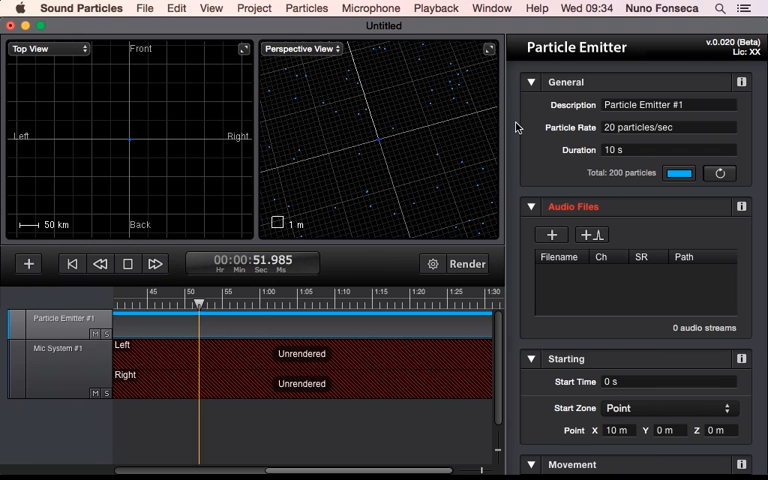 Sound Particles File Edit View Project Particles Microphone Playback Window Help Wed 09:34 Nuno Fonseca
Untitled
Top View
Front
Left
Right
Back
50 km
Perspective View
1 m
Particle Emitter
v.0.020 (Beta)
Lic: XX
General
Description Particle Emitter #1
Particle Rate 20 particles/sec
Duration 10 s
Total: 200 particles
Audio Files
Filename Ch SR Path
0 audio streams
Starting
Start Time 0 s
Start Zone Point
Point X 10 m Y 0 m Z 0 m
Movement
00:00:51.985
Hr Min Sec Ms
Render
45 :50 :55 1:00 1:05 1:10 1:15 1:20 1:25 1:30
Particle Emitter #1
M S
Mic System #1
M S
Left
Unrendered
Right
Unrendered